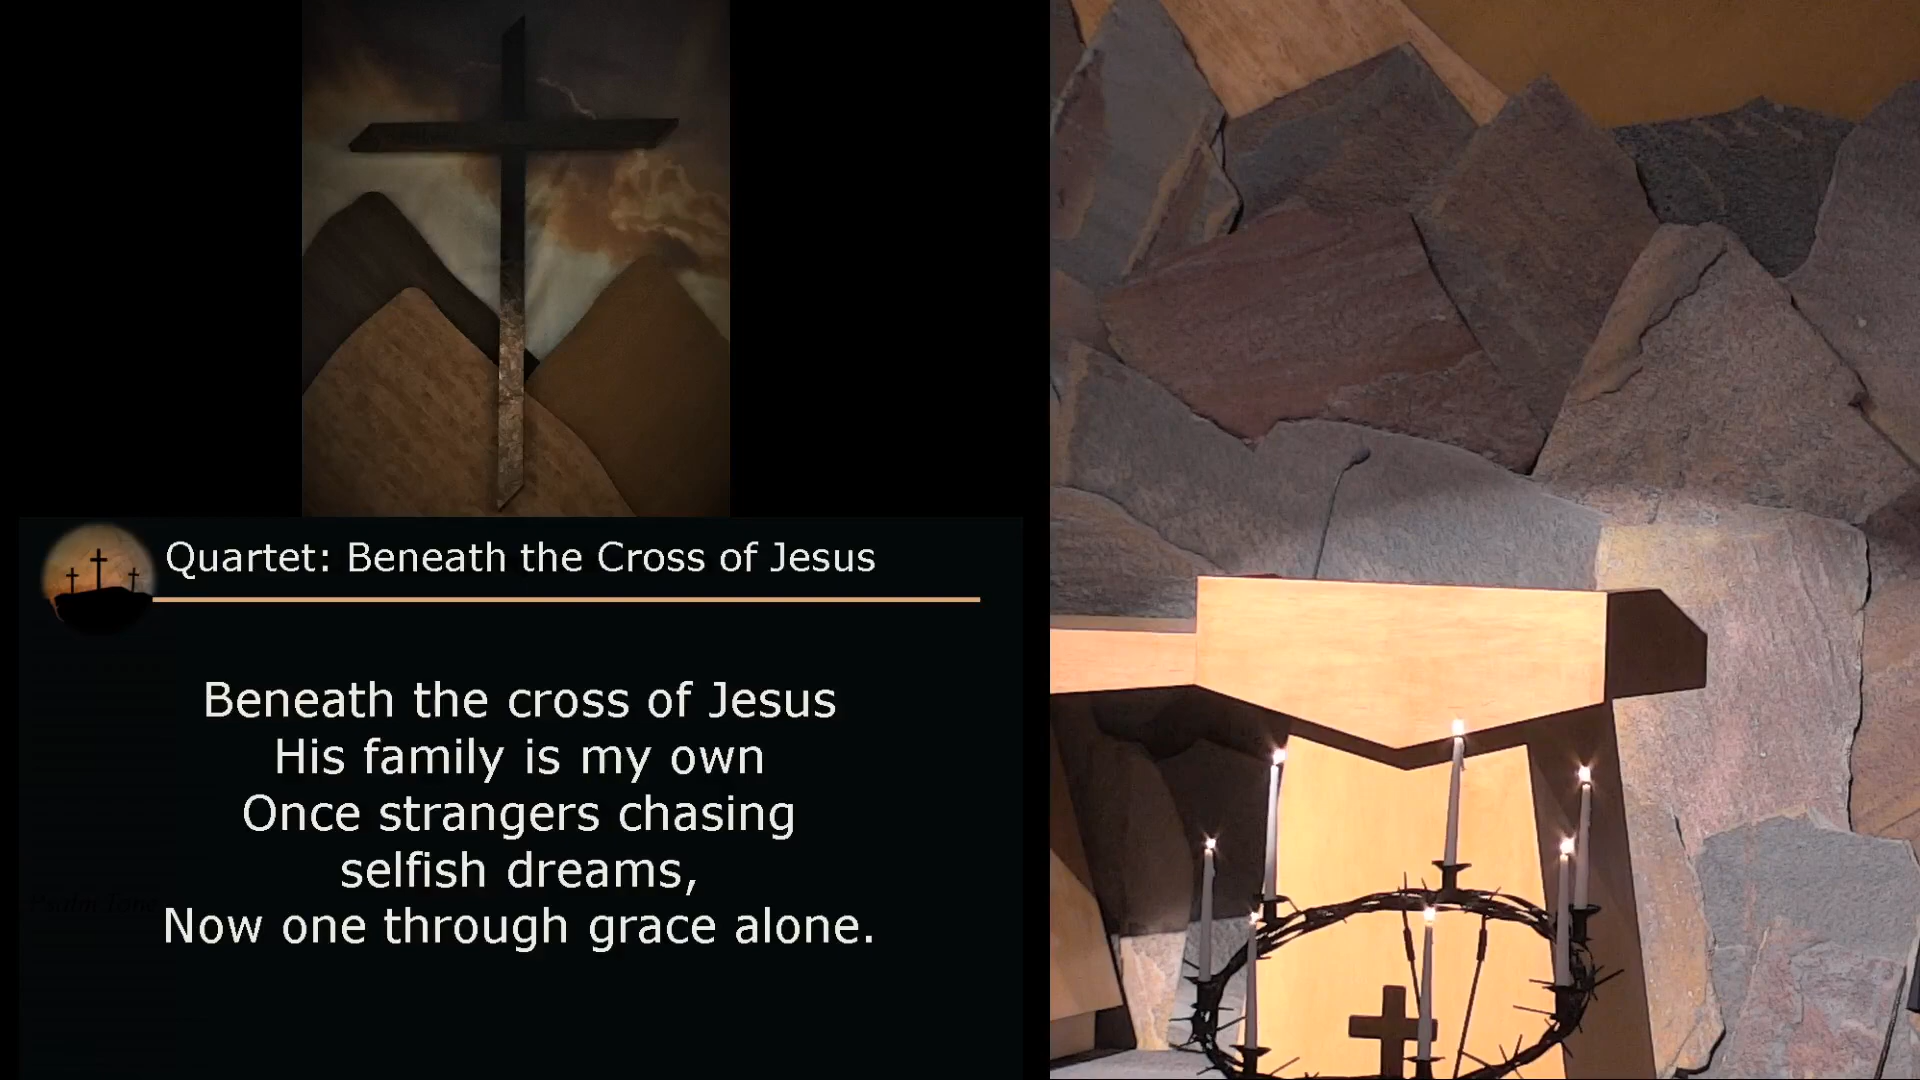 Quartet: Beneath the Cross of Jesus
Beneath the cross of Jesus
His family is my own
Once strangers chasing
selfish dreams,
Now one through grace alone.